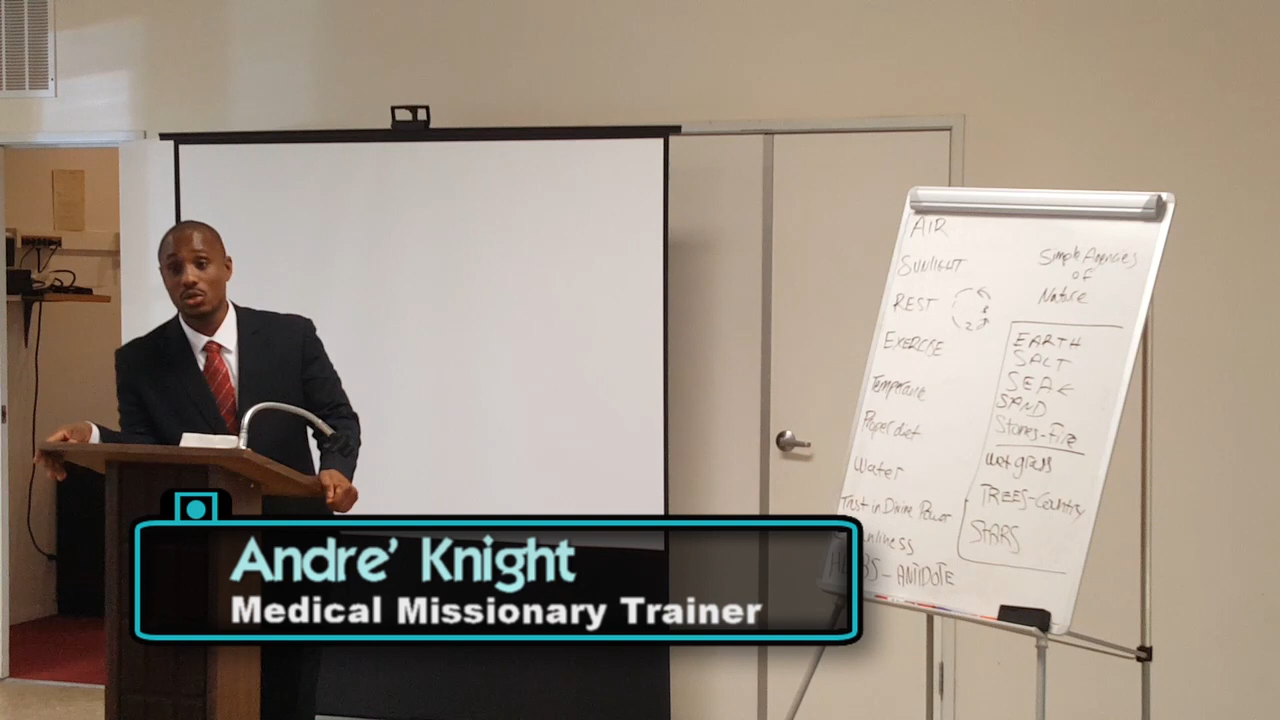 AIR
SUNLIGHT
REST
EXERCISE
Temperance
Proper diet
Water
Trust in Divine Power
ANTIDOTE
Simple Agencies
of
Nature
EARTH
SALT
SEA
SAND
Stones-Fire
wet grass
TREES-Country
STARS
Andre’ Knight
Medical Missionary Trainer